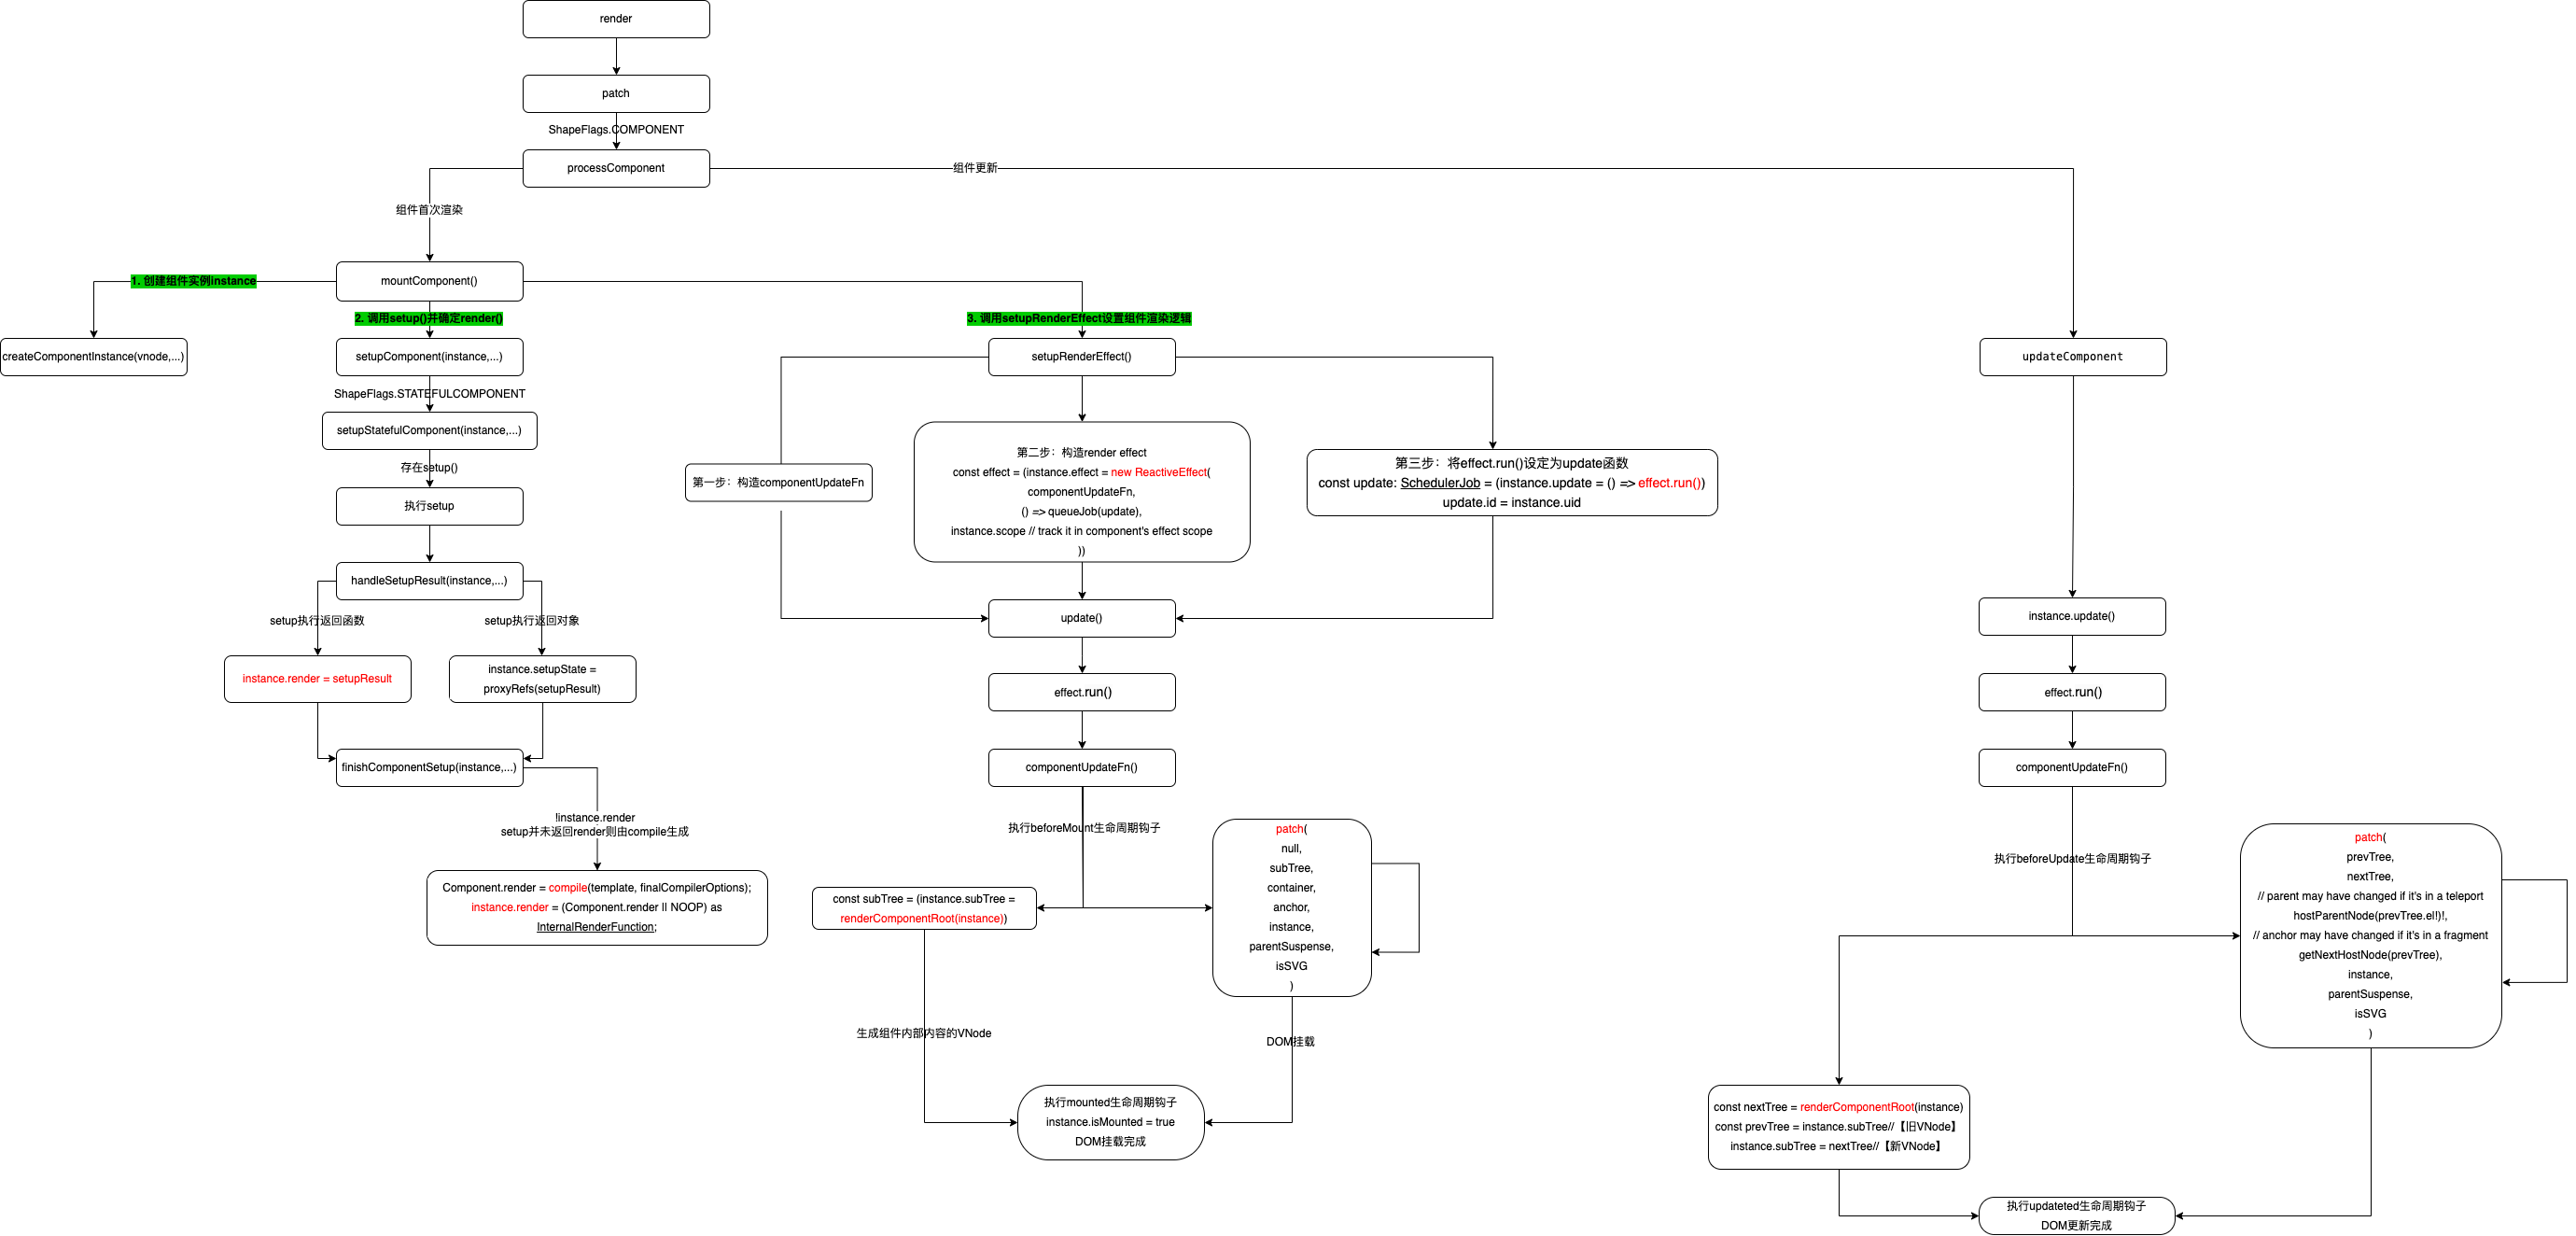 render
patch
ShapeFlags.COMPONENT
processComponent
组件更新
组件首次渲染
1. 创建组件实例instance
mountComponent()
2. 调用setup()并确定render()
3. 调用setupRenderEffect设置组件渲染逻辑
createComponentInstance(vnode,...)
setupComponent(instance,...)
setupRenderEffect()
updateComponent
ShapeFlags.STATEFULCOMPONENT
setupStatefulComponent(instance,...)
存在setup()
执行setup
handleSetupResult(instance,...)
setup执行返回函数
setup执行返回对象
instance.render = setupResult
instance.setupState =
proxyRefs(setupResult)
finishComponentSetup(instance,...)
!instance.render
setup并未返回render则由compile生成
Component.render = compile(template, finalCompilerOptions);
instance.render = (Component.render || NOOP) as
InternalRenderFunction;
第一步：构造componentUpdateFn
第二步：构造render effect
const effect = (instance.effect = new ReactiveEffect(
componentUpdateFn,
() => queueJob(update),
instance.scope // track it in component's effect scope
))
第三步：将effect.run()设定为update函数
const update: SchedulerJob = (instance.update = () => effect.run())
update.id = instance.uid
update()
effect.run()
componentUpdateFn()
执行beforeMount生命周期钩子
const subTree = (instance.subTree =
renderComponentRoot(instance))
patch(
null,
subTree,
container,
anchor,
instance,
parentSuspense,
isSVG
)
生成组件内部内容的VNode
DOM挂载
执行mounted生命周期钩子
instance.isMounted = true
DOM挂载完成
instance.update()
effect.run()
componentUpdateFn()
执行beforeUpdate生命周期钩子
patch(
prevTree,
nextTree,
// parent may have changed if it's in a teleport
hostParentNode(prevTree.el!)!,
// anchor may have changed if it's in a fragment
getNextHostNode(prevTree),
instance,
parentSuspense,
isSVG
)
const nextTree = renderComponentRoot(instance)
const prevTree = instance.subTree//【旧VNode】
instance.subTree = nextTree//【新VNode】
执行updateted生命周期钩子
DOM更新完成